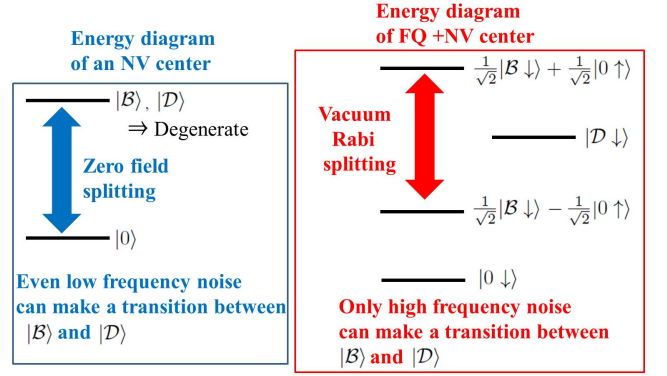 Energy diagram
of an NV center
|ℬ⟩, |𝒟⟩
⇒ Degenerate
Zero field
splitting
|0⟩
Even low frequency noise
can make a transition between
|ℬ⟩ and |𝒟⟩
Energy diagram
of FQ +NV center
1/√2|ℬ ↓⟩ + 1/√2|0 ↑⟩
Vacuum
Rabi
splitting
|𝒟 ↓⟩
1/√2|ℬ ↓⟩ − 1/√2|0 ↑⟩
|0 ↓⟩
Only high frequency noise
can make a transition between
|ℬ⟩ and |𝒟⟩